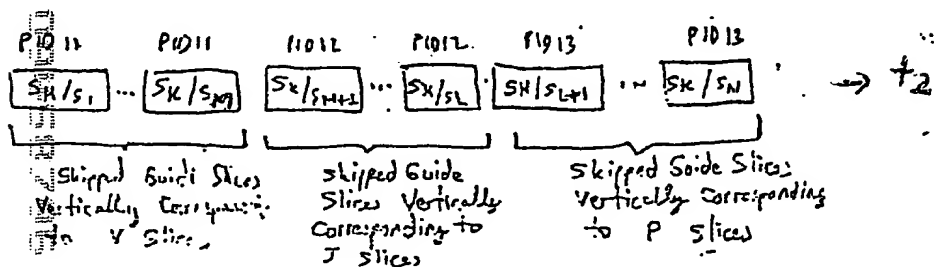 PID 11 PID 11 PID 12 PID 12 PID 13 PID 13
SK/S1 ... SK/SM SK/SM+1 ... SK/SL SK/SL+1 ... SK/SN → t2
Skipped Guide Slices Skipped Guide Skipped Guide Slices
Vertically Corresponding Slices Vertically Vertically Corresponding
to V Slices Corresponding to to P Slices
J Slices